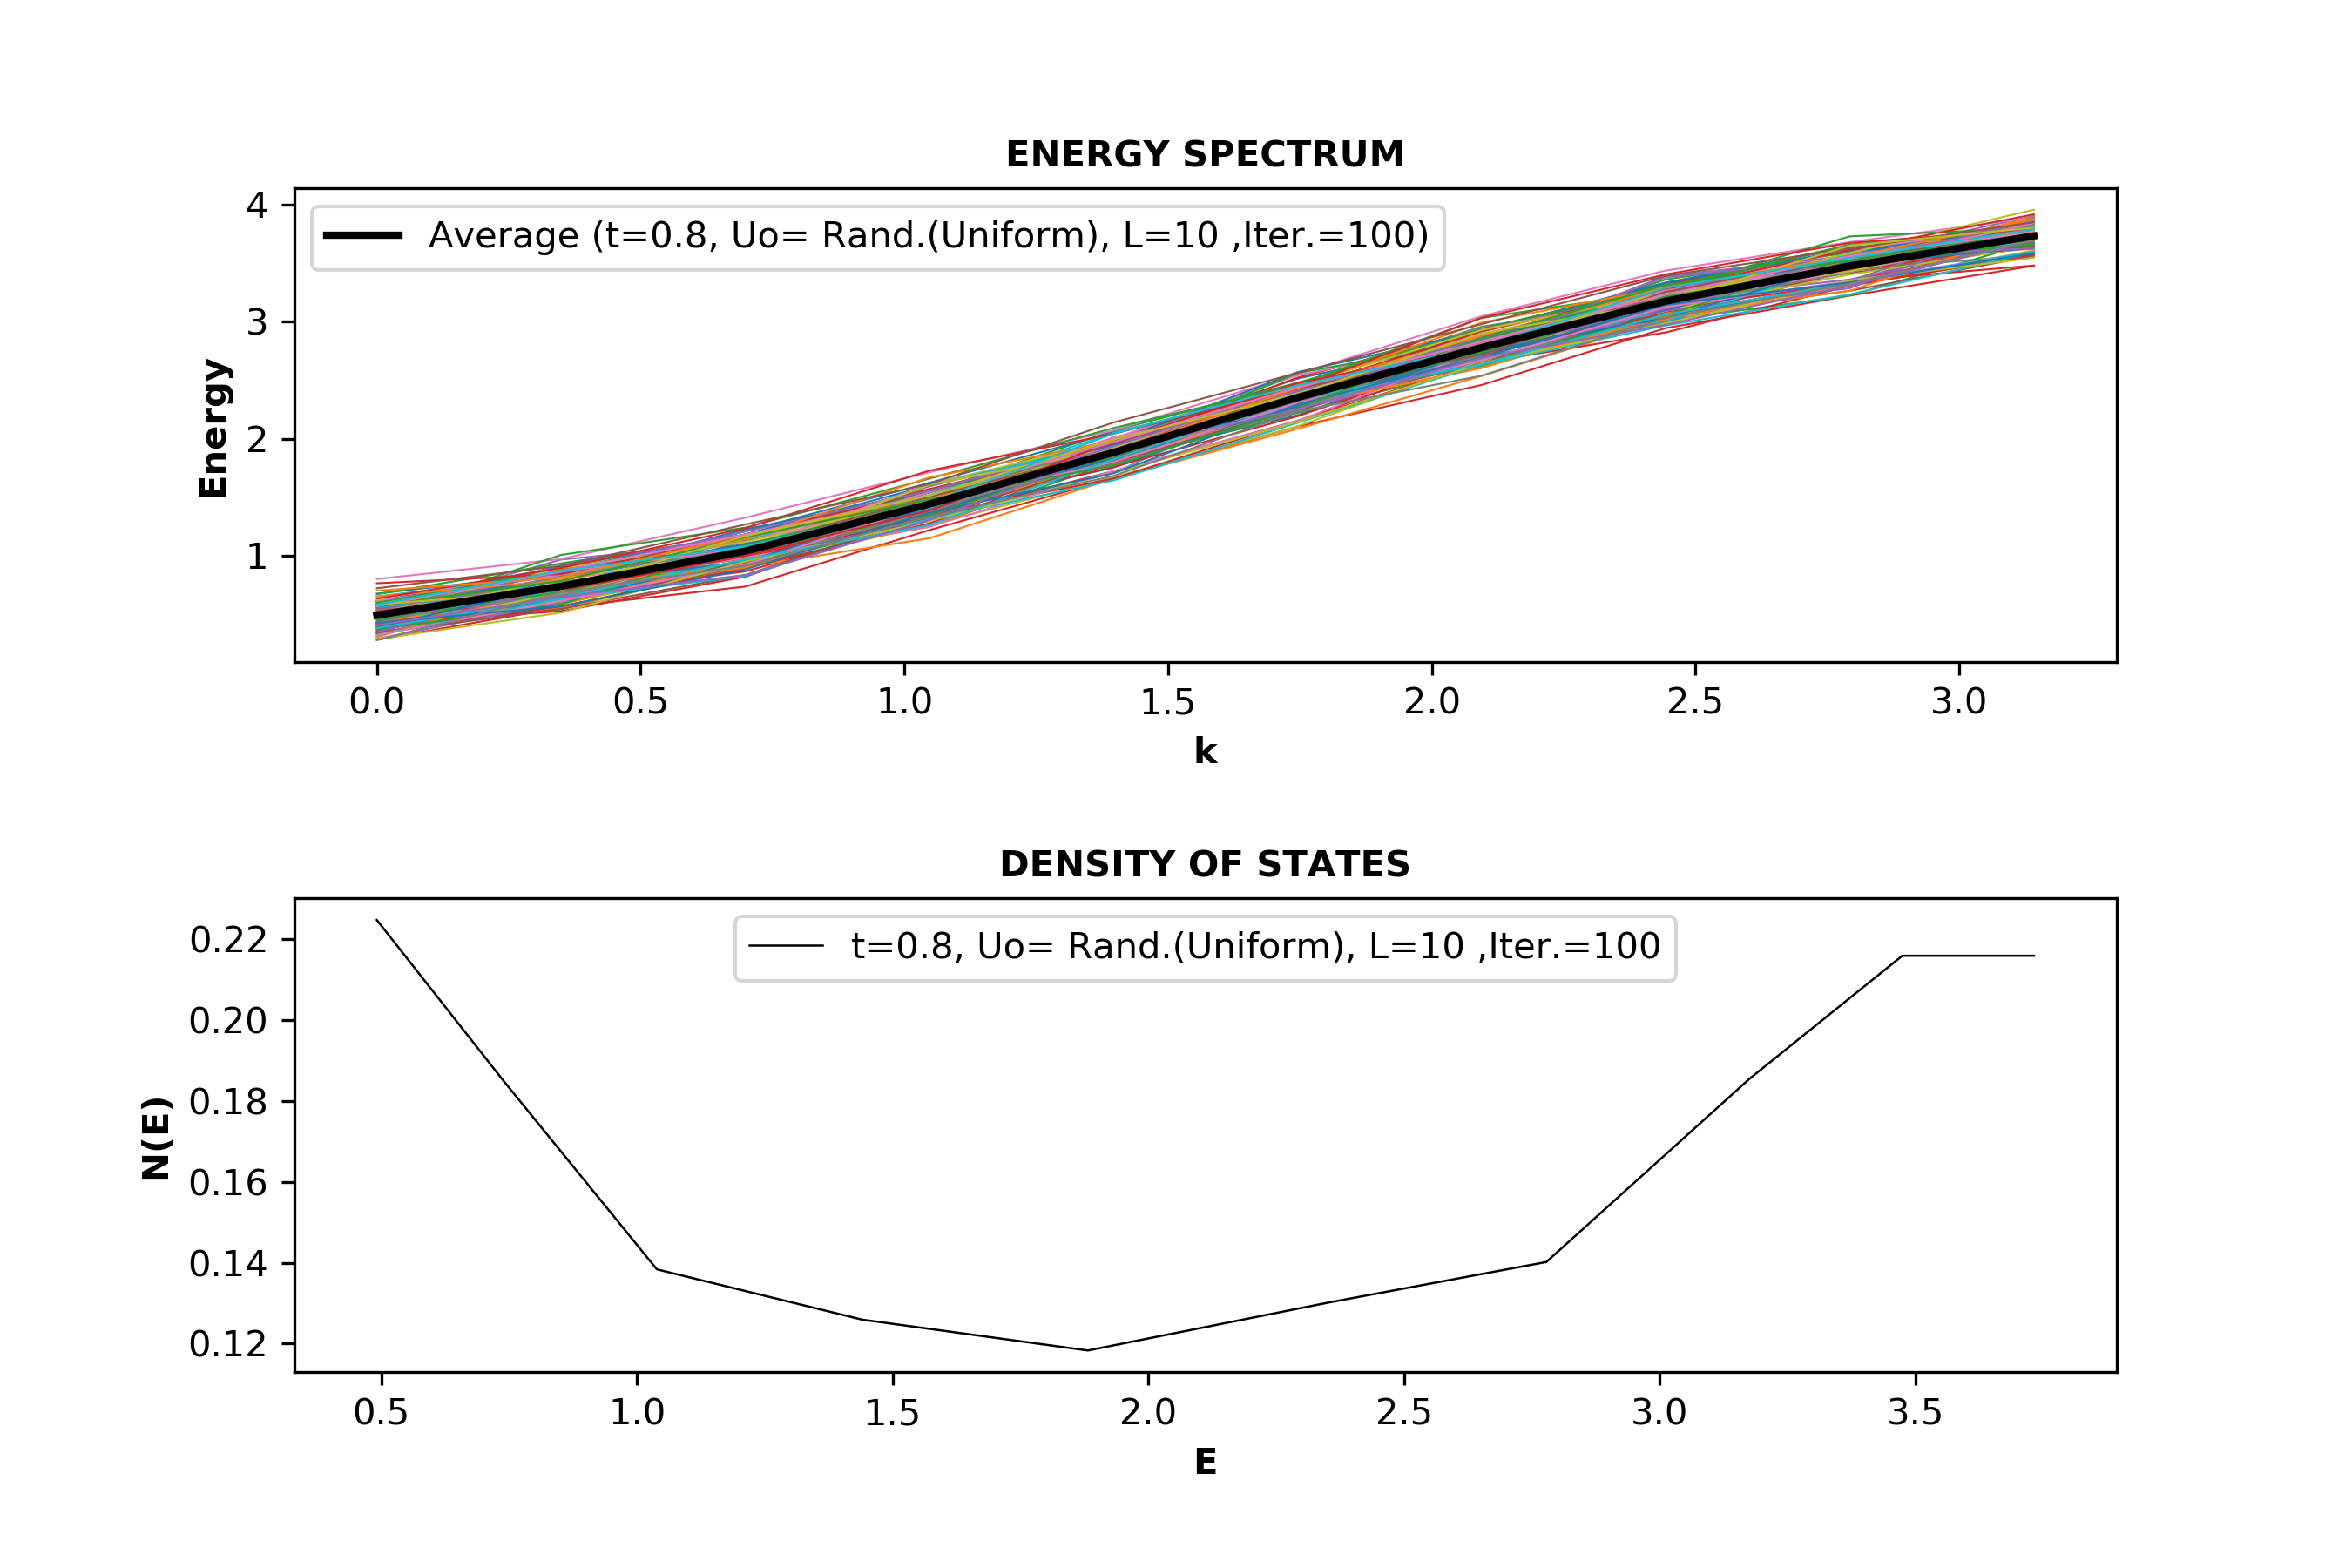 ENERGY SPECTRUM
Average (t=0.8, Uo= Rand.(Uniform), L=10 ,Iter.=100)
4
3
2
1
Energy
0.0 0.5 1.0 1.5 2.0 2.5 3.0
k
DENSITY OF STATES
t=0.8, Uo= Rand.(Uniform), L=10 ,Iter.=100
0.22
0.20
0.18
0.16
0.14
0.12
N(E)
0.5 1.0 1.5 2.0 2.5 3.0 3.5
E